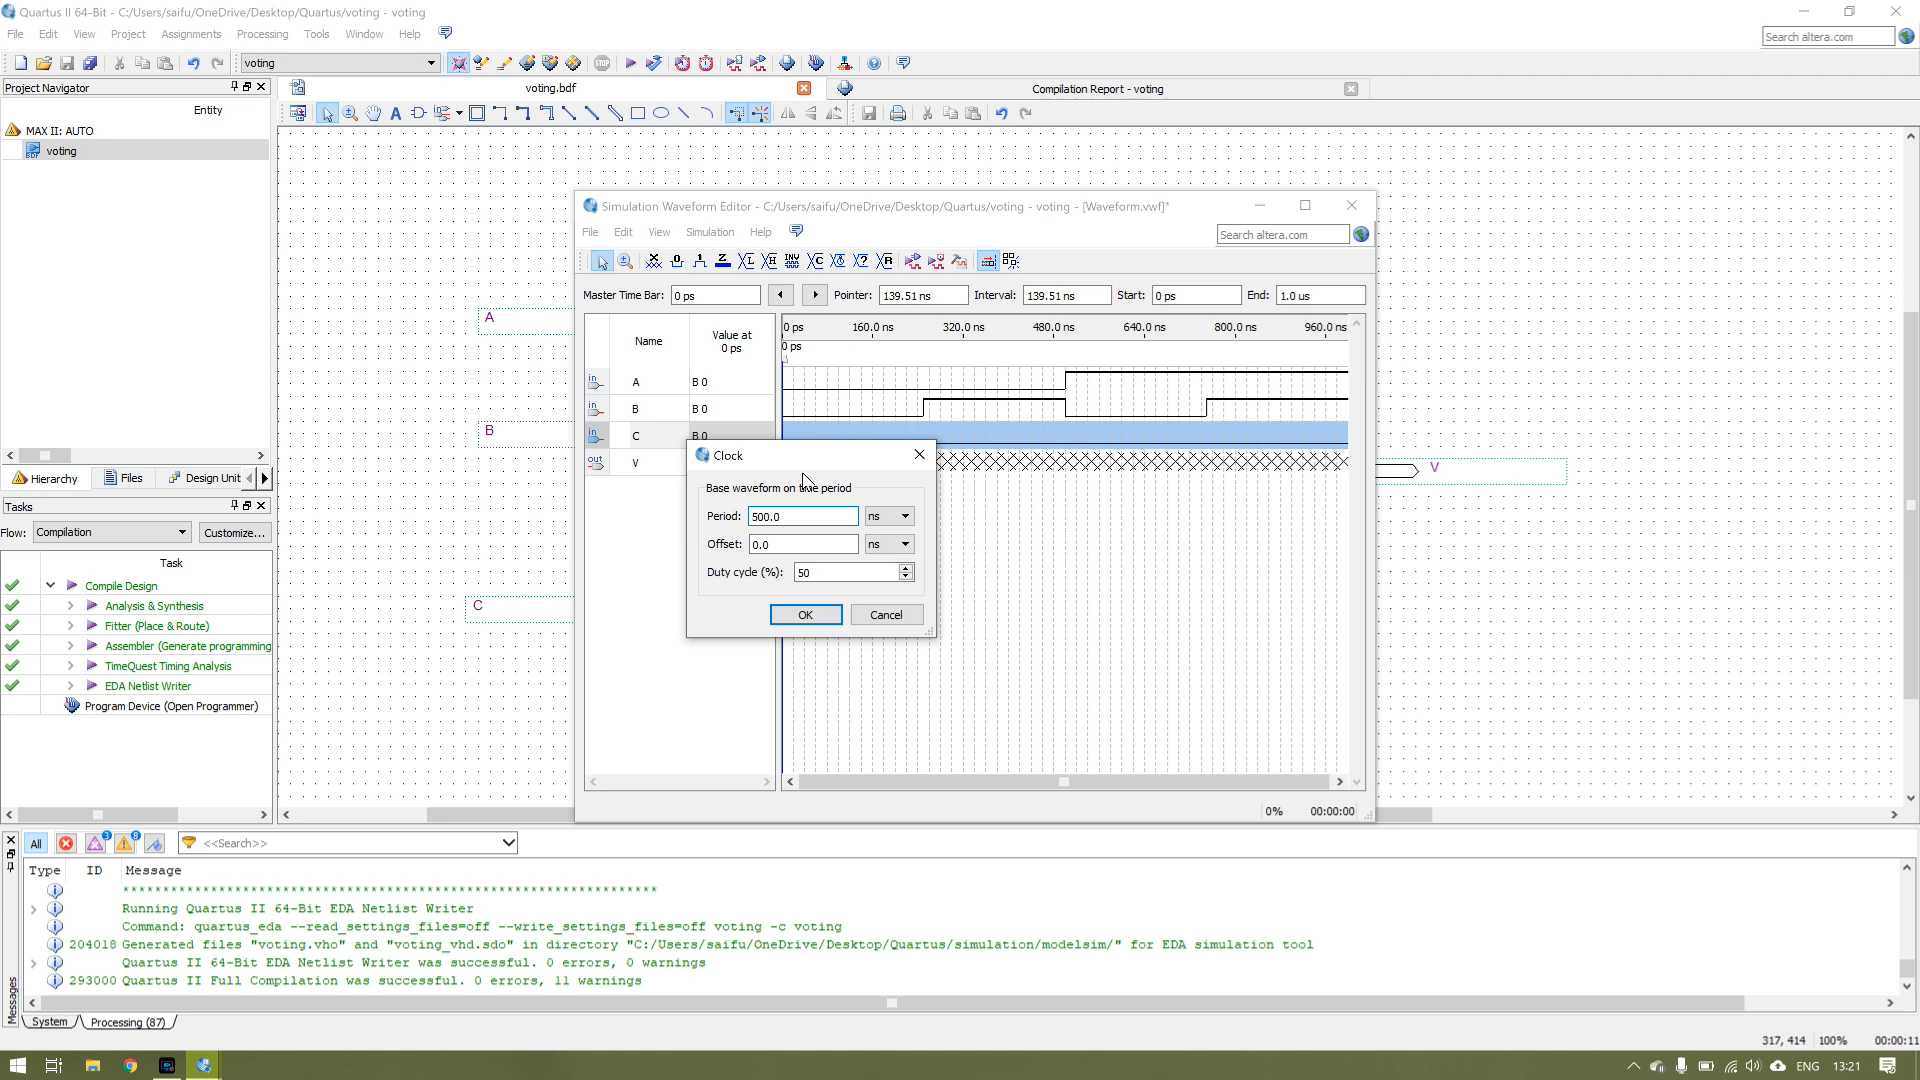 Quartus II 64-Bit - C:/Users/saifu/OneDrive/Desktop/Quartus/voting - voting
File Edit View Project Assignments Processing Tools Window Help
Search altera.com
voting
Project Navigator
voting.bdf
Compilation Report - voting
Entity
MAX II: AUTO
voting
Hierarchy Files Design Unit
Tasks
Flow: Compilation Customize...
Task
Compile Design
Analysis & Synthesis
Fitter (Place & Route)
Assembler (Generate programming
TimeQuest Timing Analysis
EDA Netlist Writer
Program Device (Open Programmer)
A
B
C
V
Simulation Waveform Editor - C:/Users/saifu/OneDrive/Desktop/Quartus/voting - voting - [Waveform.vwf]*
File Edit View Simulation Help
Search altera.com
Master Time Bar: 0 ps Pointer: 139.51 ns Interval: 139.51 ns Start: 0 ps End: 1.0 us
Name Value at 0 ps
0 ps 160.0 ns 320.0 ns 480.0 ns 640.0 ns 800.0 ns 960.0 ns
0 ps
in A B 0
in B B 0
in C B 0
out V
Clock
Base waveform on time period
Period: 500.0 ns
Offset: 0.0 ns
Duty cycle (%): 50
OK Cancel
0% 00:00:00
All 3 8 <<Search>>
Type ID Message
*******************************************************************
Running Quartus II 64-Bit EDA Netlist Writer
Command: quartus_eda --read_settings_files=off --write_settings_files=off voting -c voting
204018 Generated files "voting.vho" and "voting_vhd.sdo" in directory "C:/Users/saifu/OneDrive/Desktop/Quartus/simulation/modelsim/" for EDA simulation tool
Quartus II 64-Bit EDA Netlist Writer was successful. 0 errors, 0 warnings
293000 Quartus II Full Compilation was successful. 0 errors, 11 warnings
Messages
System Processing (87)
317, 414 100% 00:00:11
ENG 13:21